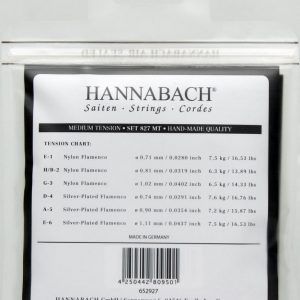 HANNABACH AIR SEALED
HANNABACH®
Saiten · Strings · Cordes
MEDIUM TENSION • SET 827 MT • HAND-MADE QUALITY
TENSION CHART:
E-1 Nylon Flamenco ø 0,71 mm / 0,0280 inch 7,5 kg / 16,53 lbs
H/B-2 Nylon Flamenco ø 0,81 mm / 0,0319 inch 6,3 kg / 13,89 lbs
G-3 Nylon Flamenco ø 1,02 mm / 0,0402 inch 6,5 kg / 14,33 lbs
D-4 Silver-Plated Flamenco ø 0,74 mm / 0,0291 inch 7,6 kg / 16,76 lbs
A-5 Silver-Plated Flamenco ø 0,90 mm / 0,0354 inch 7,2 kg / 15,87 lbs
E-6 Silver-Plated Flamenco ø 1,11 mm / 0,0437 inch 7,5 kg / 16,53 lbs
MADE IN GERMANY
4 250442 809501
652927
HANNABACH GmbH